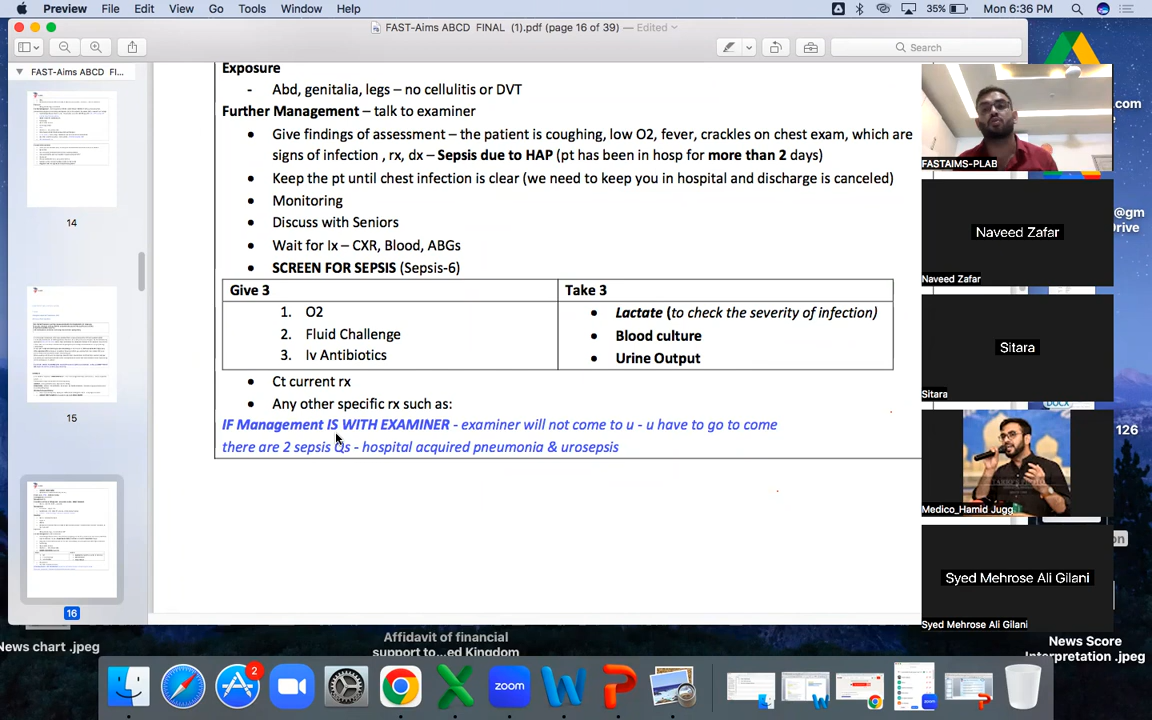 Preview File Edit View Go Tools Window Help
35% Mon 6:36 PM
FAST-Aims ABCD FINAL (1).pdf (page 16 of 39) — Edited
Search
FAST-Aims ABCD FI...
14
15
16
Exposure
- Abd, genitalia, legs – no cellulitis or DVT
Further Management – talk to examiner
• Give findings of assessment – the patient is coughing, low O2, fever, crackles on chest exam, which are
signs of infection , rx, dx – Sepsis due to HAP (pt has been in hosp for more than 2 days)
• Keep the pt until chest infection is clear (we need to keep you in hospital and discharge is canceled)
• Monitoring
• Discuss with Seniors
• Wait for Ix – CXR, Blood, ABGs
• SCREEN FOR SEPSIS (Sepsis-6)
Give 3 Take 3
1. O2 • Lactate (to check the severity of infection)
2. Fluid Challenge • Blood culture
3. Iv Antibiotics • Urine Output
• Ct current rx
• Any other specific rx such as:
IF Management IS WITH EXAMINER - examiner will not come to u - u have to go to come
there are 2 sepsis Qs - hospital acquired pneumonia & urosepsis
FASTAIMS-PLAB
Naveed Zafar
Naveed Zafar
Sitara
Sitara
Medico_Hamid Jugg
Syed Mehrose Ali Gilani
Syed Mehrose Ali Gilani
.com
@gm
Drive
126
on
DOCX
News chart .jpeg
Affidavit of financial
support to...ed Kingdom
News Score
Interpretation .jpeg
2
zoom